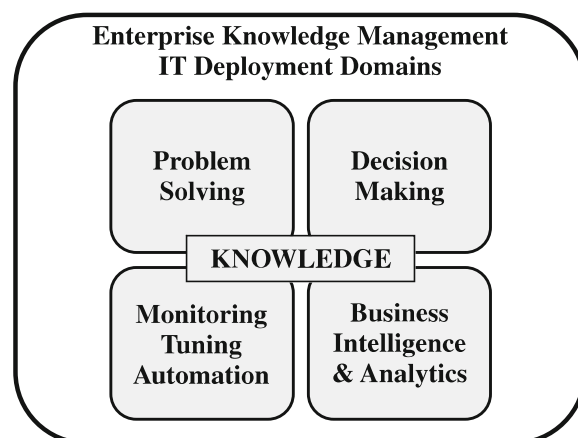 Enterprise Knowledge Management
IT Deployment Domains
Problem
Solving
Decision
Making
KNOWLEDGE
Monitoring
Tuning
Automation
Business
Intelligence
& Analytics